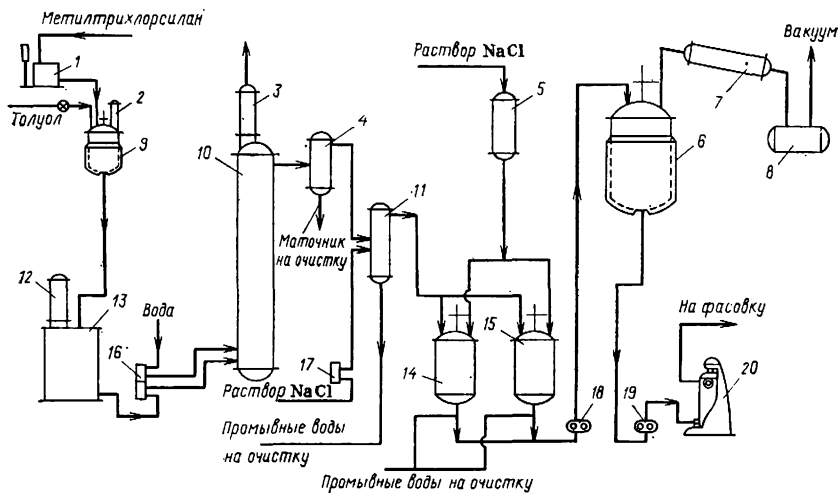 Метилтрихлорсилан
1
2
Толуол
9
3
10
4
Маточник
на очистку
11
Раствор NaCl
5
6
7
Вакуум
8
12
13
Вода
16
17
Раствор NaCl
Промывные воды
на очистку
14
15
18
19
На фасовку
20
Промывные воды на очистку